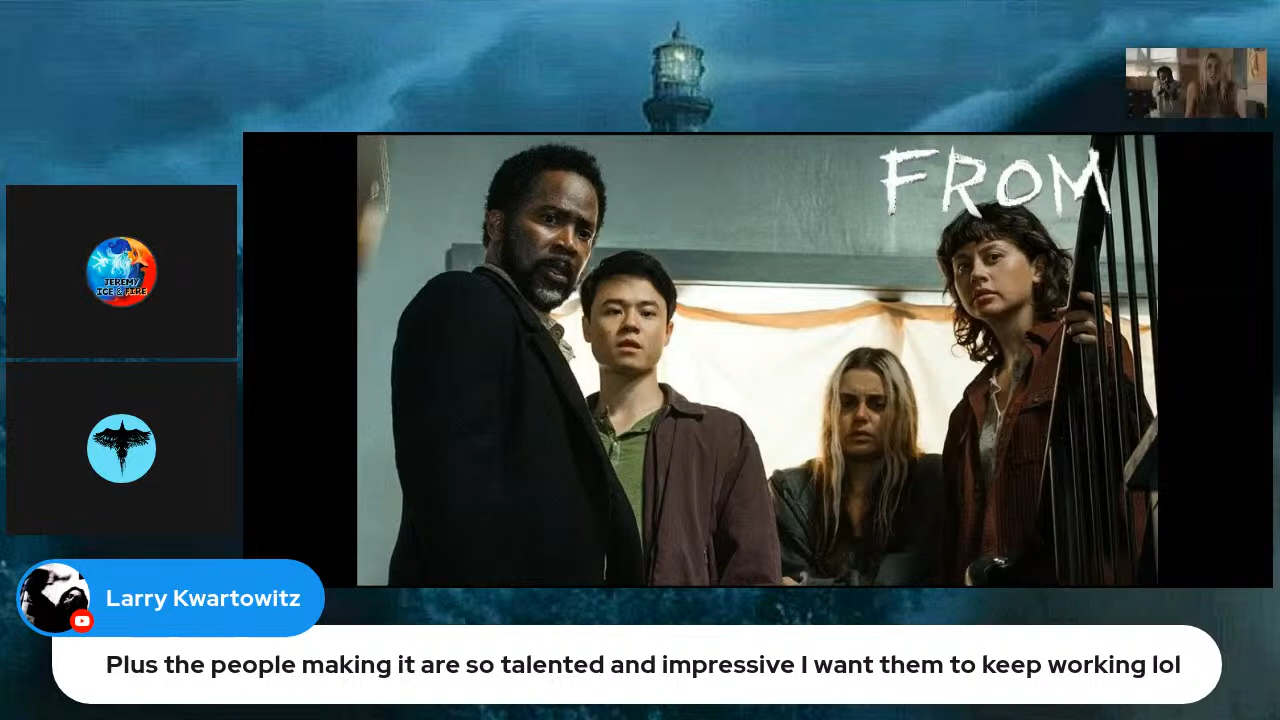 FROM
JEREMY
ICE & FIRE
Larry Kwartowitz
Plus the people making it are so talented and impressive I want them to keep working lol